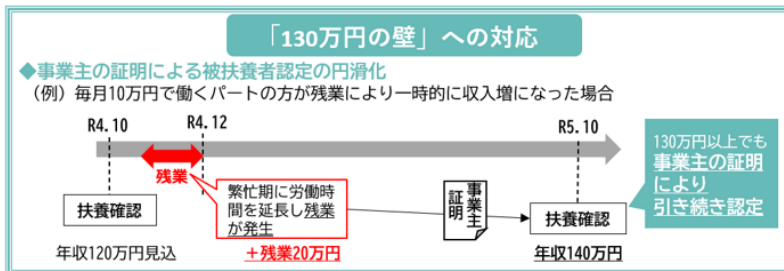 「130万円の壁」への対応
◆事業主の証明による被扶養者認定の円滑化
（例）毎月10万円で働くパートの方が残業により一時的に収入増になった場合
R4.10
R4.12
R5.10
残業
扶養確認
年収120万円見込
繁忙期に労働時
間を延長し残業
が発生
＋残業20万円
事業主
証明
扶養確認
年収140万円
130万円以上でも
事業主の証明
により
引き続き認定